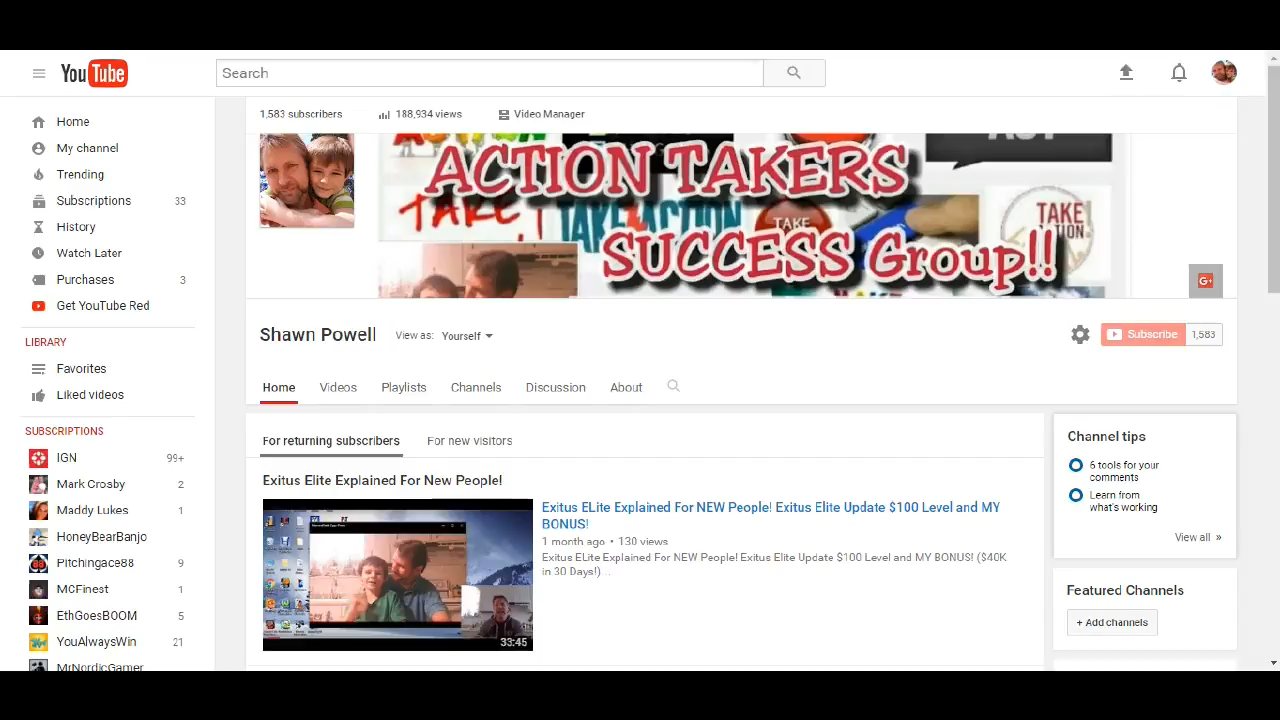 YouTube
Search
1,583 subscribers
188,934 views
Video Manager
ACTION TAKERS
TAKE
ACTION
TAKE
TAKE
SUCCESS Group!!
G+
Shawn Powell
View as: Yourself
Subscribe 1,583
Home
Videos
Playlists
Channels
Discussion
About
For returning subscribers
For new visitors
Exitus Elite Explained For New People!
Exitus ELite Explained For NEW People! Exitus Elite Update $100 Level and MY
BONUS!
1 month ago • 130 views
Exitus ELite Explained For NEW People! Exitus Elite Update $100 Level and MY BONUS! ($40K
in 30 Days!)...
33:45
Channel tips
6 tools for your
comments
Learn from
what's working
View all »
Featured Channels
+ Add channels
Home
My channel
Trending
Subscriptions 33
History
Watch Later
Purchases 3
Get YouTube Red
LIBRARY
Favorites
Liked videos
SUBSCRIPTIONS
IGN 99+
Mark Crosby 2
Maddy Lukes 1
HoneyBearBanjo
Pitchingace88 9
MCFinest 1
EthGoesBOOM 5
YouAlwaysWin 21
MrNordicGamer